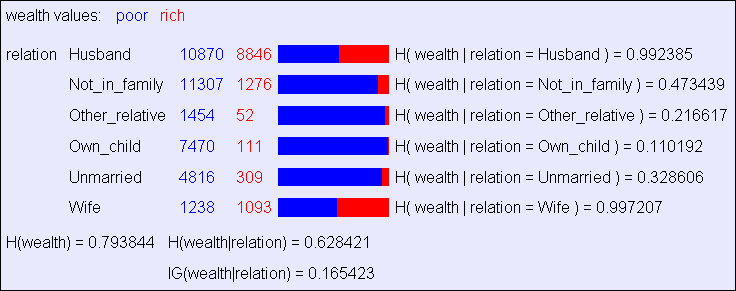 wealth values: poor rich
relation Husband 10870 8846 H( wealth | relation = Husband ) = 0.992385
Not_in_family 11307 1276 H( wealth | relation = Not_in_family ) = 0.473439
Other_relative 1454 52 H( wealth | relation = Other_relative ) = 0.216617
Own_child 7470 111 H( wealth | relation = Own_child ) = 0.110192
Unmarried 4816 309 H( wealth | relation = Unmarried ) = 0.328606
Wife 1238 1093 H( wealth | relation = Wife ) = 0.997207
H(wealth) = 0.793844 H(wealth|relation) = 0.628421
IG(wealth|relation) = 0.165423